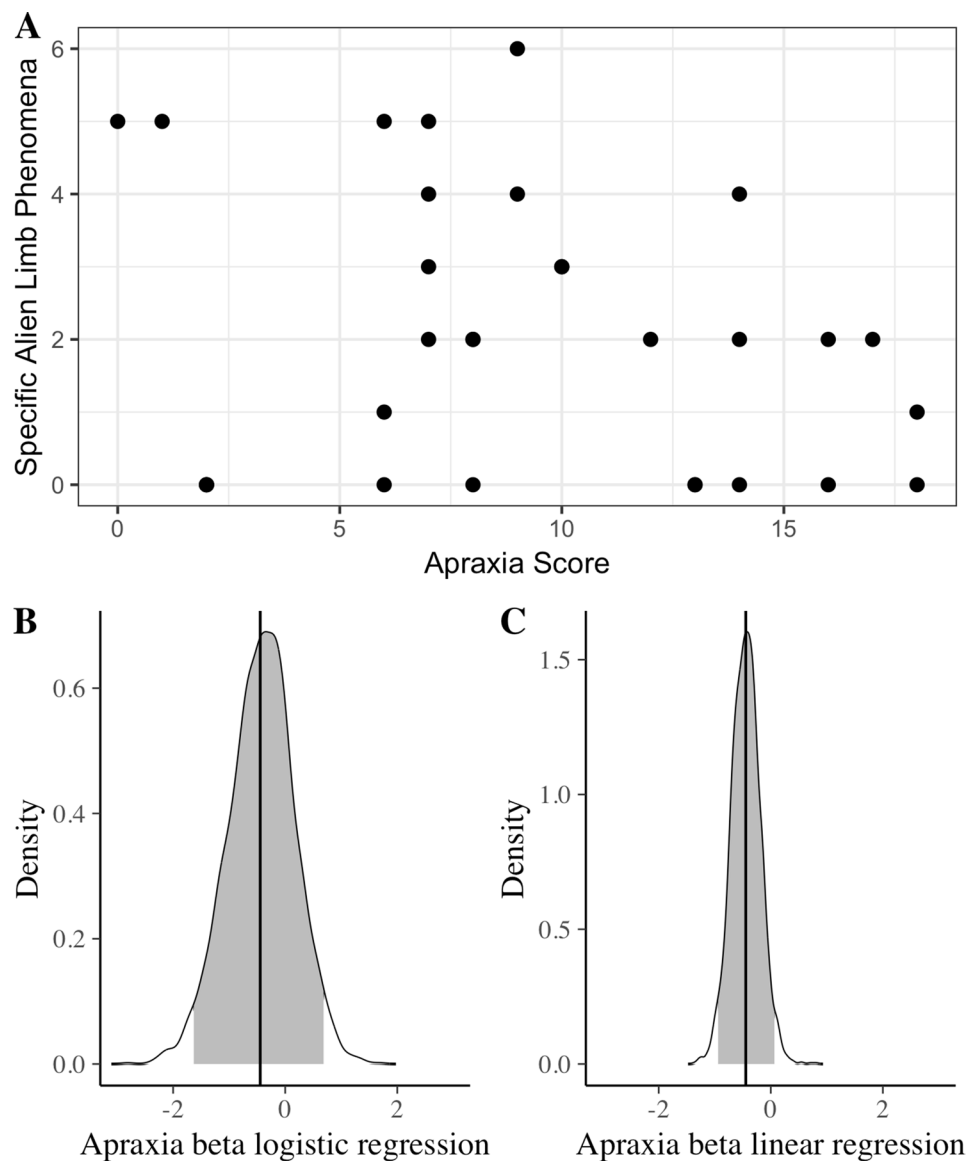 A
Specific Alien Limb Phenomena
6
4
2
0
0 5 10 15
Apraxia Score
B
Density
0.6
0.4
0.2
0.0
-2 0 2
Apraxia beta logistic regression
C
Density
1.5
1.0
0.5
0.0
-2 0 2
Apraxia beta linear regression